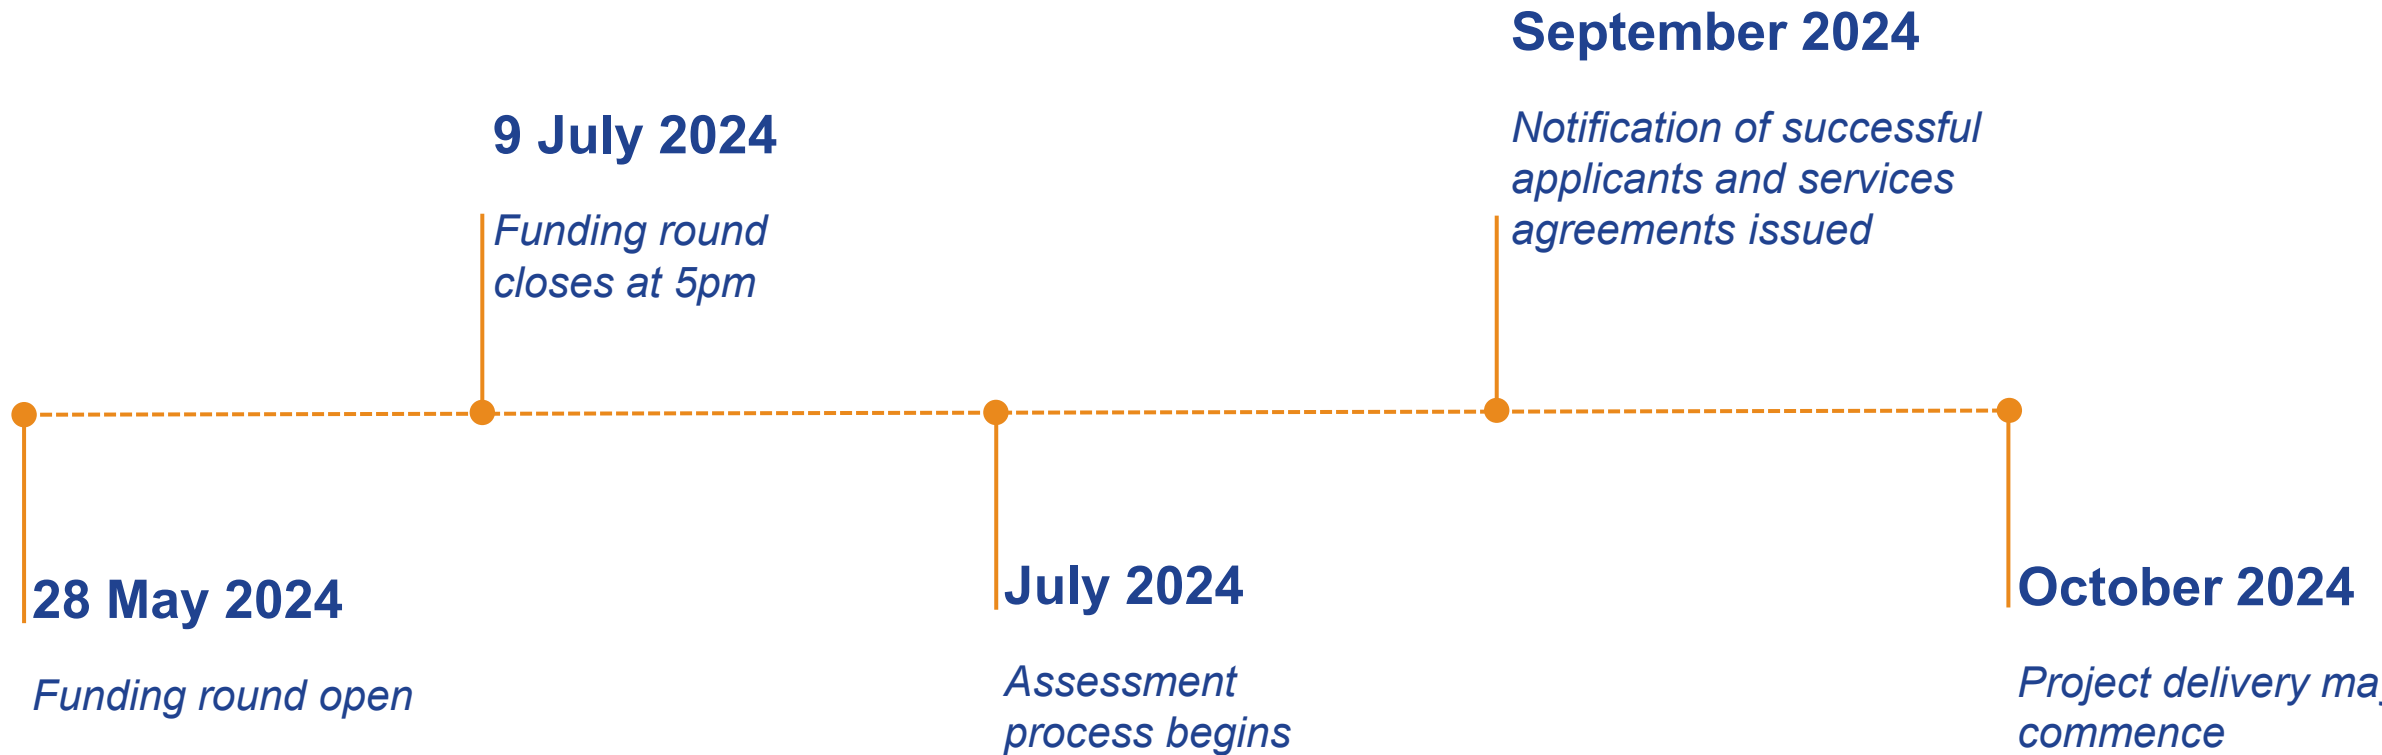 28 May 2024
Funding round open
9 July 2024
Funding round
closes at 5pm
July 2024
Assessment
process begins
September 2024
Notification of successful
applicants and services
agreements issued
October 2024
Project delivery may
commence